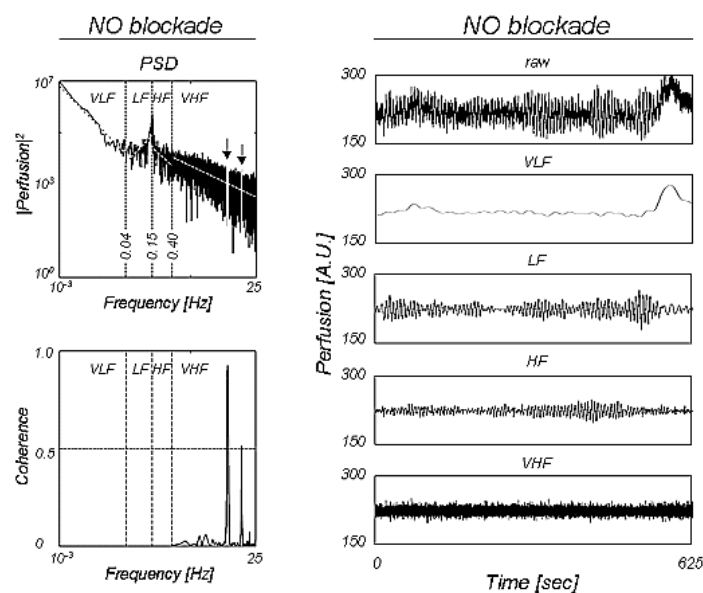 NO blockade
PSD
10^7
VLF
LF
HF
VHF
|Perfusion|^2
10^3
0.04
0.15
0.40
10^0
10^-3
25
Frequency [Hz]
1.0
VLF
LF
HF
VHF
Coherence
0.5
0
10^-3
25
Frequency [Hz]
NO blockade
raw
300
150
VLF
300
150
LF
300
150
HF
300
150
VHF
300
150
Perfusion [A.U.]
0
625
Time [sec]